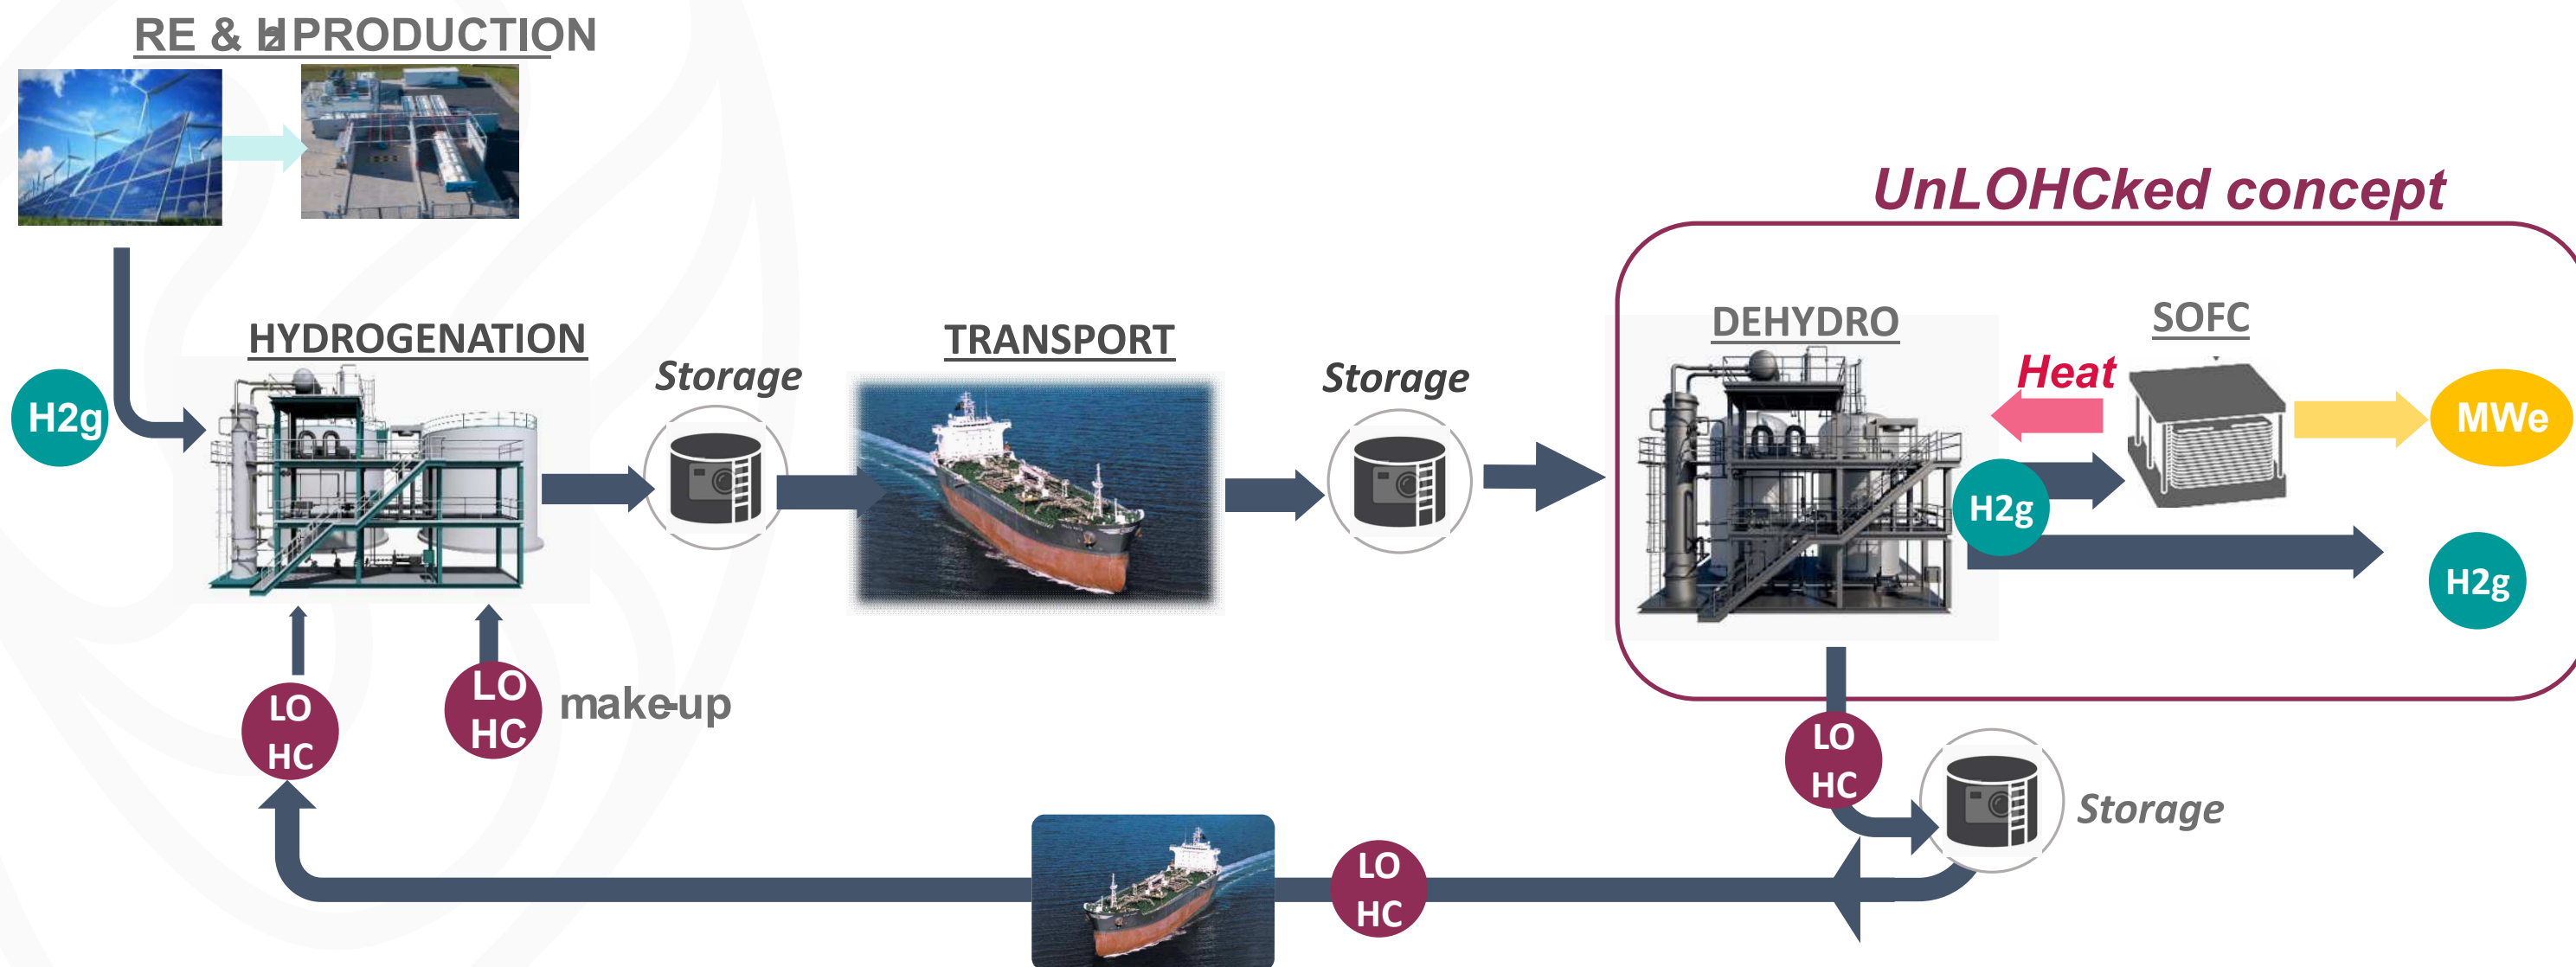 RE & H2 PRODUCTION
UnLOHCked concept
HYDROGENATION
Storage
TRANSPORT
Storage
DEHYDRO
SOFC
Heat
H2g
MWe
H2g
H2g
LO
HC
LO
HC
make-up
LO
HC
Storage
LO
HC